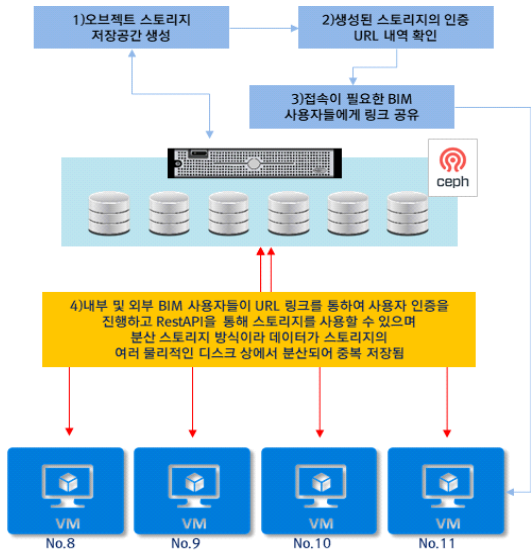 1)오브젝트 스토리지
저장공간 생성
2)생성된 스토리지의 인증
URL 내역 확인
3)접속이 필요한 BIM
사용자들에게 링크 공유
ceph
4)내부 및 외부 BIM 사용자들이 URL 링크를 통하여 사용자 인증을
진행하고 RestAPI을 통해 스토리지를 사용할 수 있으며
분산 스토리지 방식이라 데이터가 스토리지의
여러 물리적인 디스크 상에서 분산되어 중복 저장됨
VM
VM
VM
VM
No.8
No.9
No.10
No.11